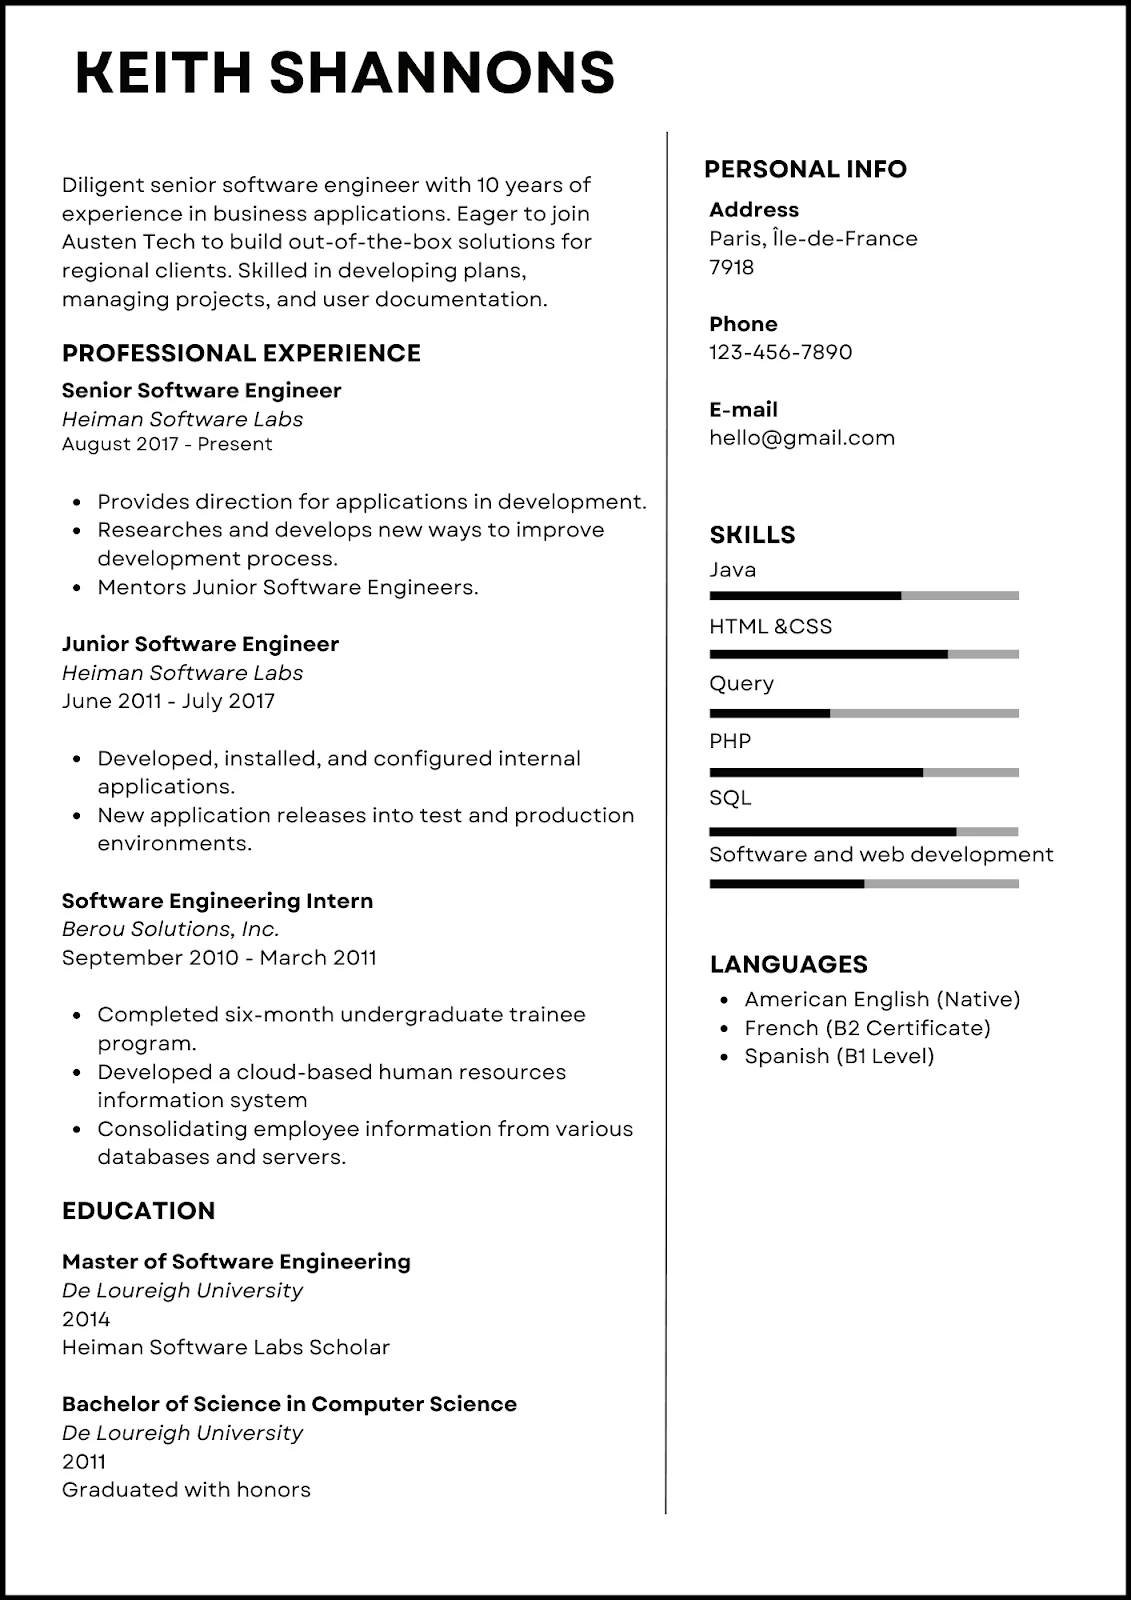 KEITH SHANNONS
Diligent senior software engineer with 10 years of
experience in business applications. Eager to join
Austen Tech to build out-of-the-box solutions for
regional clients. Skilled in developing plans,
managing projects, and user documentation.
PROFESSIONAL EXPERIENCE
Senior Software Engineer
Heiman Software Labs
August 2017 - Present
• Provides direction for applications in development.
• Researches and develops new ways to improve
development process.
• Mentors Junior Software Engineers.
Junior Software Engineer
Heiman Software Labs
June 2011 - July 2017
• Developed, installed, and configured internal
applications.
• New application releases into test and production
environments.
Software Engineering Intern
Berou Solutions, Inc.
September 2010 - March 2011
• Completed six-month undergraduate trainee
program.
• Developed a cloud-based human resources
information system
• Consolidating employee information from various
databases and servers.
EDUCATION
Master of Software Engineering
De Loureigh University
2014
Heiman Software Labs Scholar
Bachelor of Science in Computer Science
De Loureigh University
2011
Graduated with honors
PERSONAL INFO
Address
Paris, Île-de-France
7918
Phone
123-456-7890
E-mail
hello@gmail.com
SKILLS
Java
HTML &CSS
Query
PHP
SQL
Software and web development
LANGUAGES
• American English (Native)
• French (B2 Certificate)
• Spanish (B1 Level)